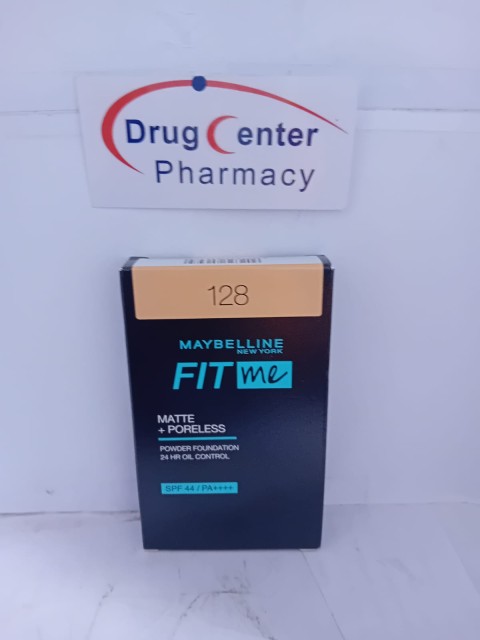 Drug Center
Pharmacy
128
MAYBELLINE
NEW YORK
FIT me
MATTE
+ PORELESS
POWDER FOUNDATION
24 HR OIL CONTROL
SPF 44 / PA++++